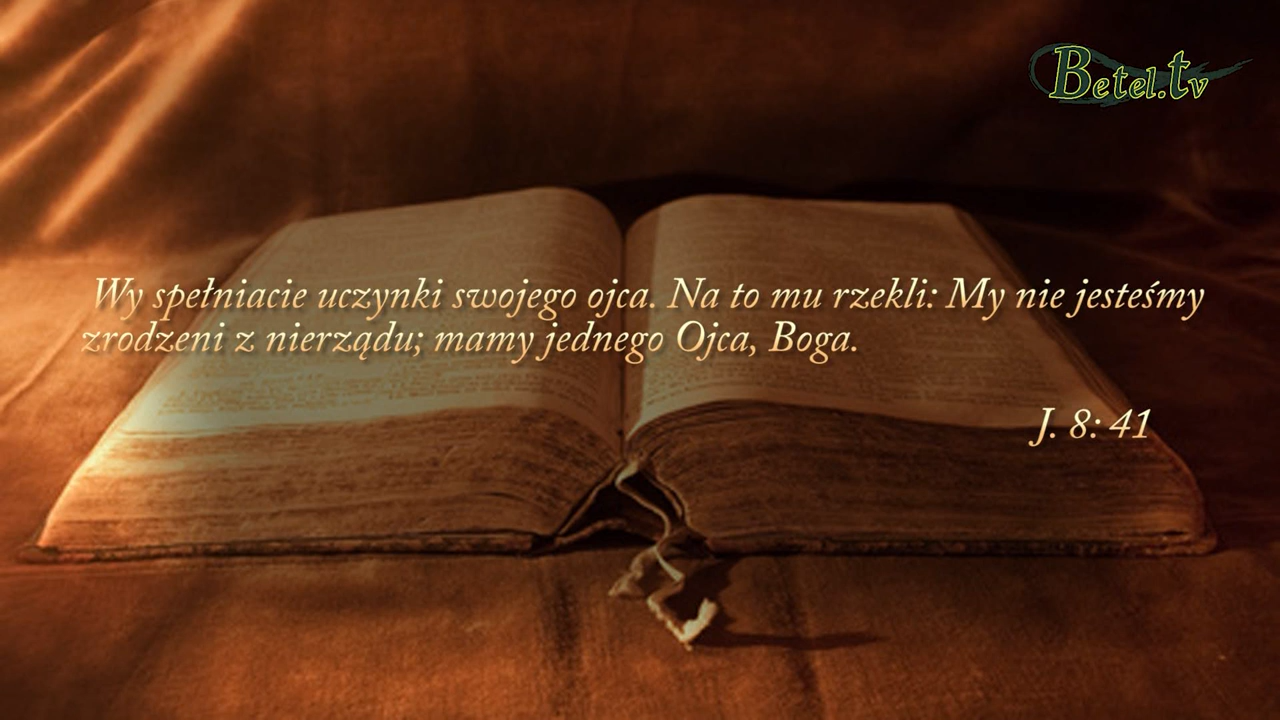 Betel.tv
Wy spełniacie uczynki swojego ojca. Na to mu rzekli: My nie jesteśmy
zrodzeni z nierządu; mamy jednego Ojca, Boga.
J. 8: 41